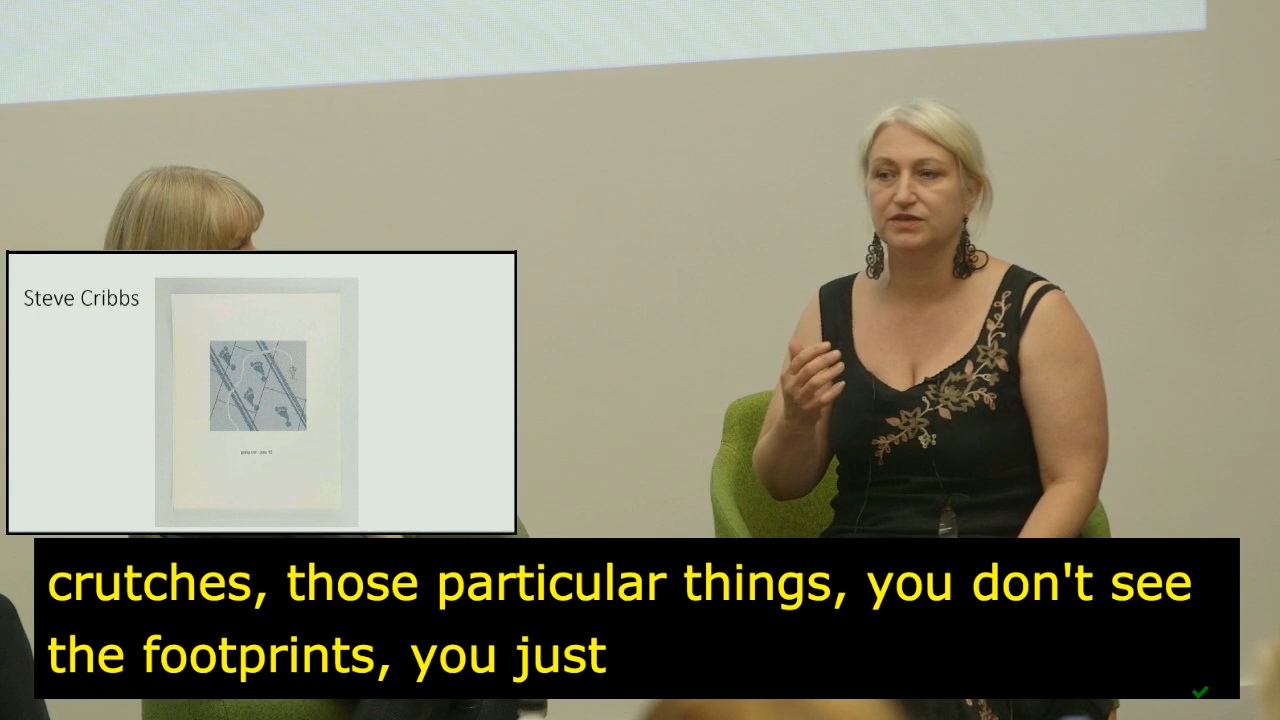 Steve Cribbs
crutches, those particular things, you don't see
the footprints, you just